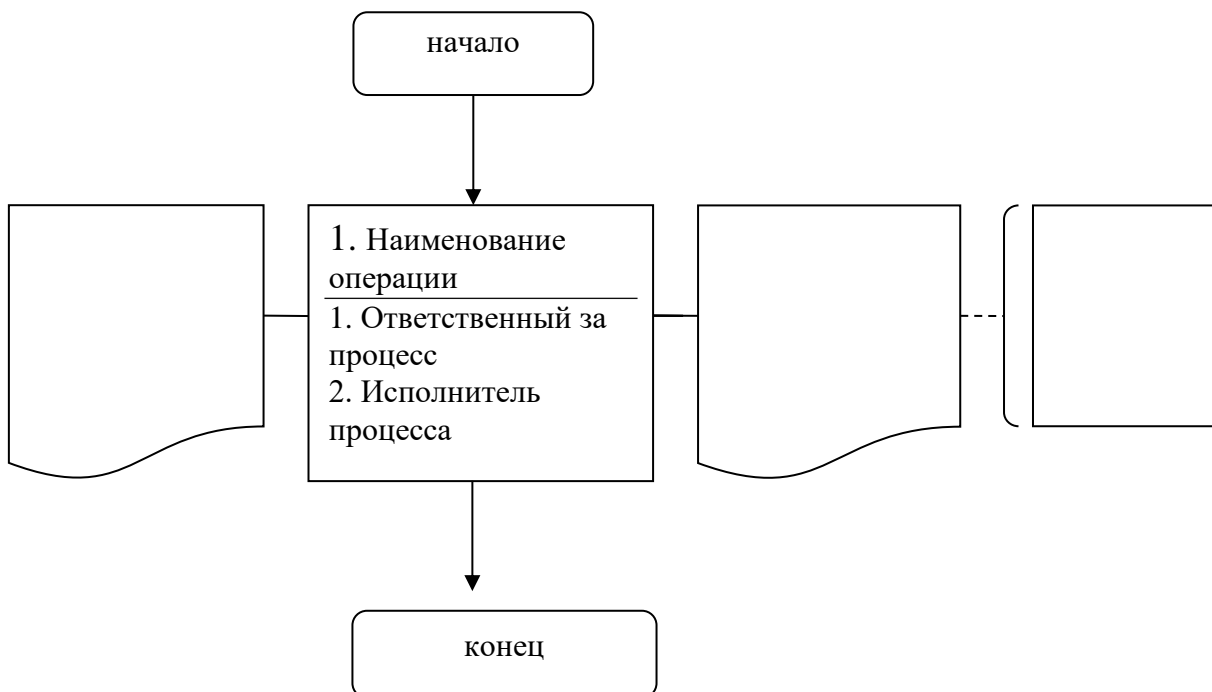 начало
1. Наименование
операции
1. Ответственный за
процесс
2. Исполнитель
процесса
конец